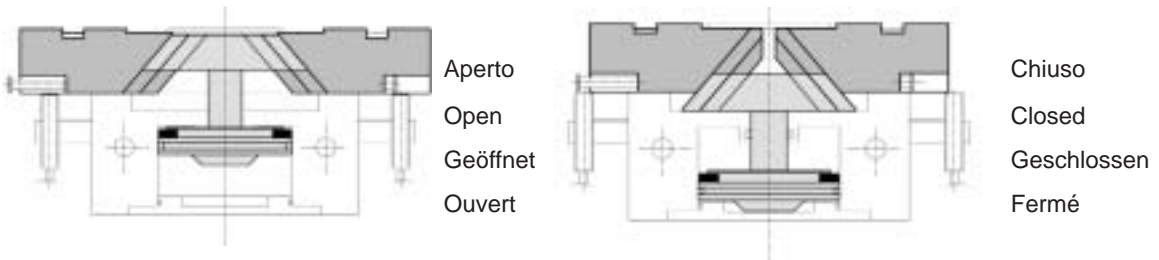 Aperto
Open
Geöffnet
Ouvert
Chiuso
Closed
Geschlossen
Fermé